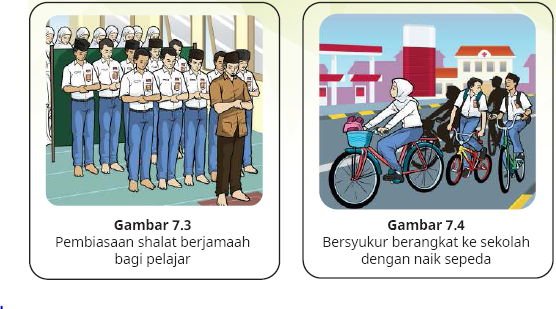 Gambar 7.3
Pembiasaan shalat berjamaah
bagi pelajar
Gambar 7.4
Bersyukur berangkat ke sekolah
dengan naik sepeda